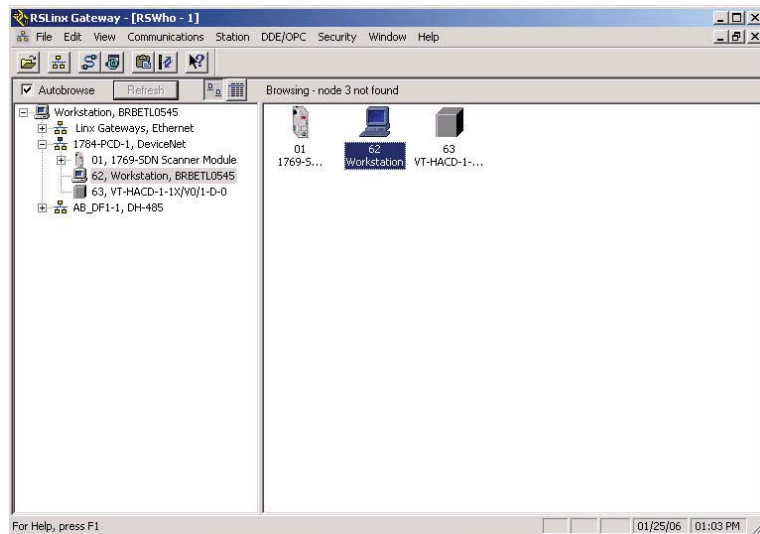 RSLinx Gateway - [RSWho - 1]
File Edit View Communications Station DDE/OPC Security Window Help
Autobrowse Refresh Browsing - node 3 not found
Workstation, BRBETL0545
Linx Gateways, Ethernet
1784-PCD-1, DeviceNet
01, 1769-SDN Scanner Module
62, Workstation, BRBETL0545
63, VT-HACD-1-1X/V0/1-D-0
AB_DF1-1, DH-485
01
1769-S...
62
Workstation
63
VT-HACD-1-...
For Help, press F1
01/25/06 01:03 PM